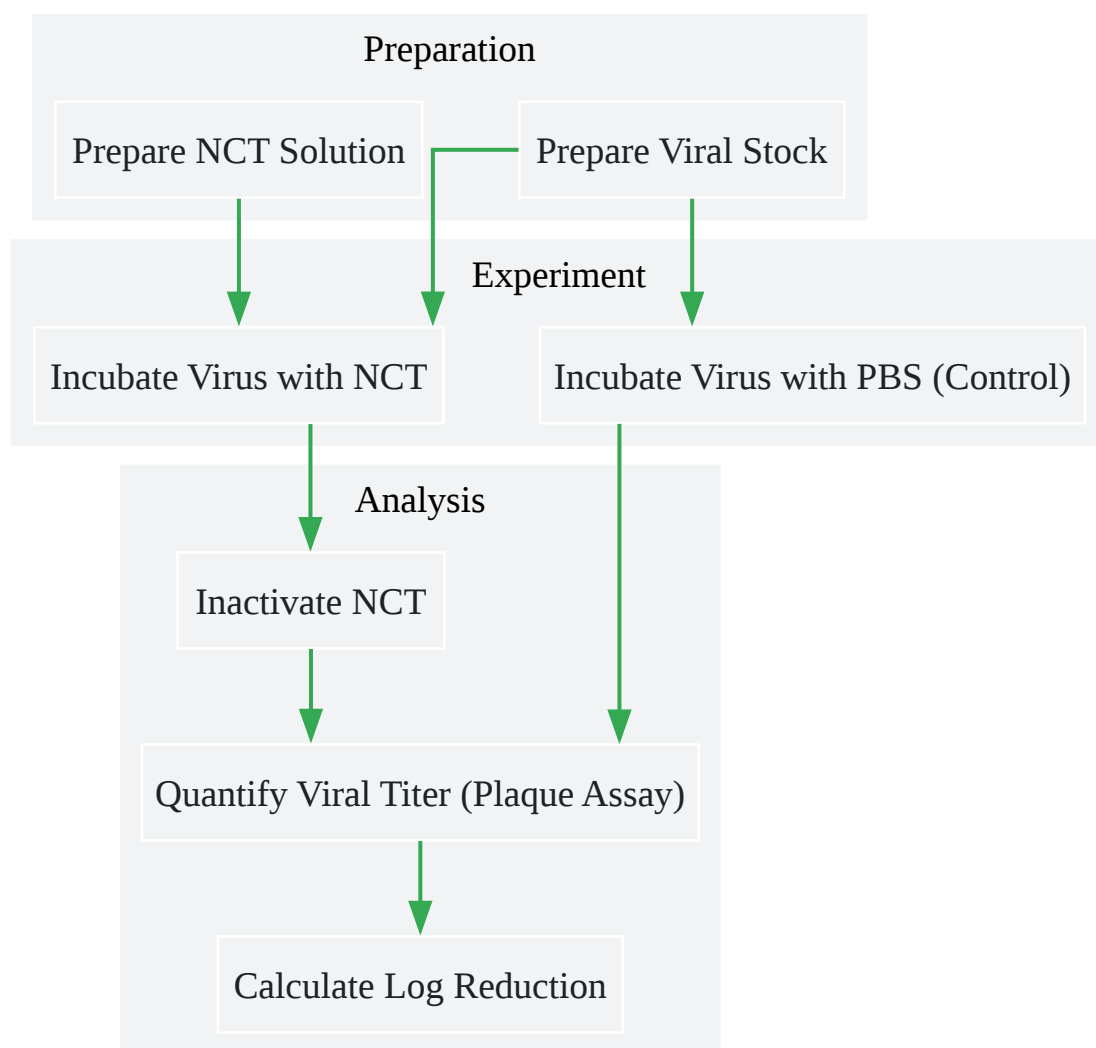 Preparation
Prepare NCT Solution
Prepare Viral Stock
Experiment
Incubate Virus with NCT
Incubate Virus with PBS (Control)
Analysis
Inactivate NCT
Quantify Viral Titer (Plaque Assay)
Calculate Log Reduction